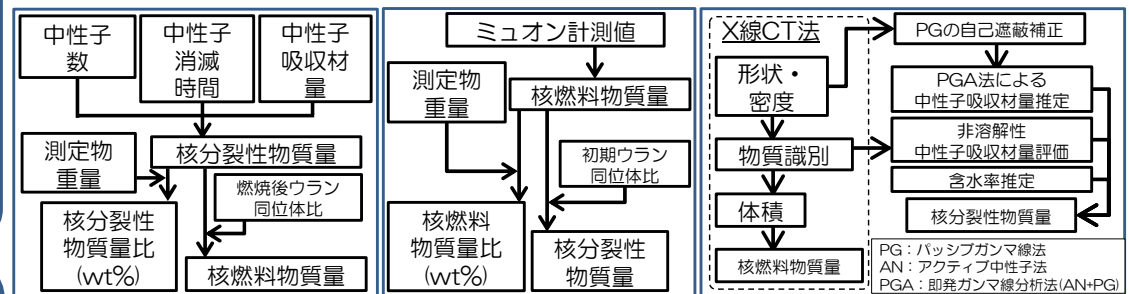 中性子
数
中性子
消滅
時間
中性子
吸収材
量
測定物
重量
核分裂性物質量
燃焼後ウラン
同位体比
核分裂性
物質量比
(wt%)
核燃料物質量
ミュオン計測値
測定物
重量
核燃料物質量
初期ウラン
同位体比
核燃料
物質量比
(wt%)
核分裂性
物質量
X線CT法
形状・
密度
物質識別
体積
核燃料物質量
PGの自己遮蔽補正
PGA法による
中性子吸収材量推定
非溶解性
中性子吸収材量評価
含水率推定
核分裂性物質量
PG：パッシブガンマ線法
AN：アクティブ中性子法
PGA：即発ガンマ線分析法(AN+PG)